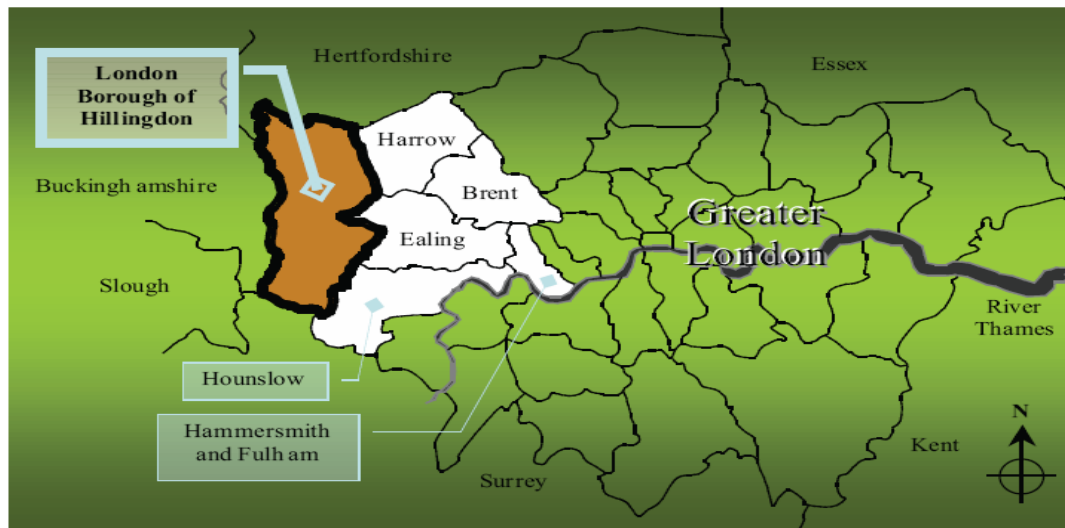 Hertfordshire
Essex
London
Borough of
Hillingdon
Harrow
Buckingh amshire
Brent
Greater
London
Ealing
Slough
River
Thames
Hounslow
Hammersmith
and Fulh am
N
Kent
Surrey